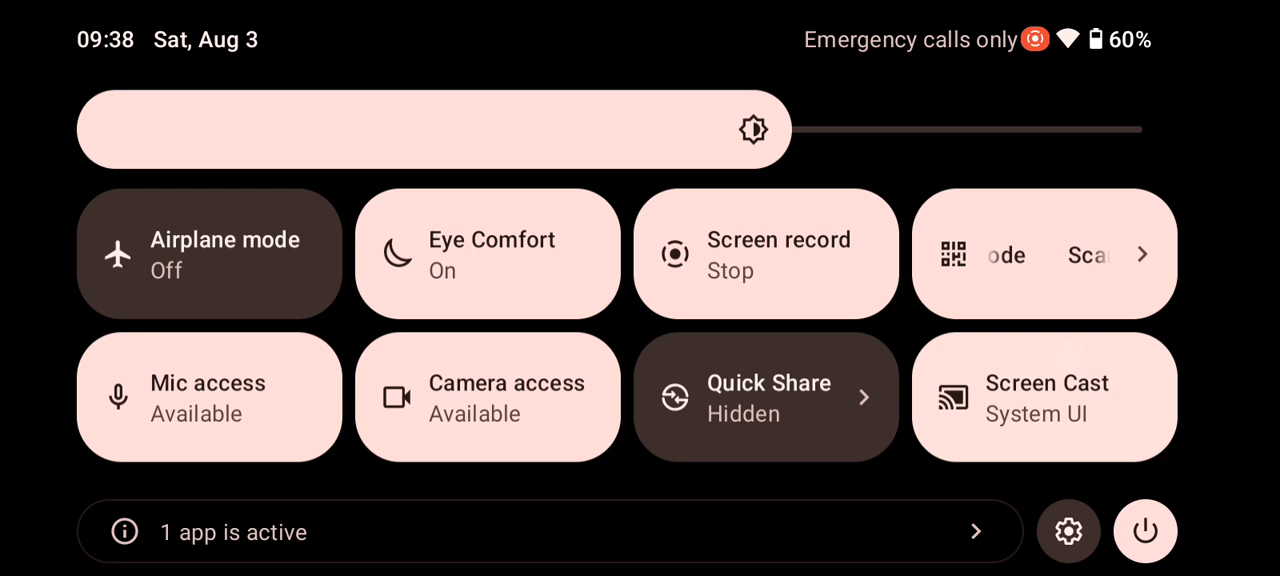 09:38 Sat, Aug 3
Emergency calls only 60%
Airplane mode
Off
Eye Comfort
On
Screen record
Stop
ode Sca
Mic access
Available
Camera access
Available
Quick Share
Hidden
Screen Cast
System UI
1 app is active